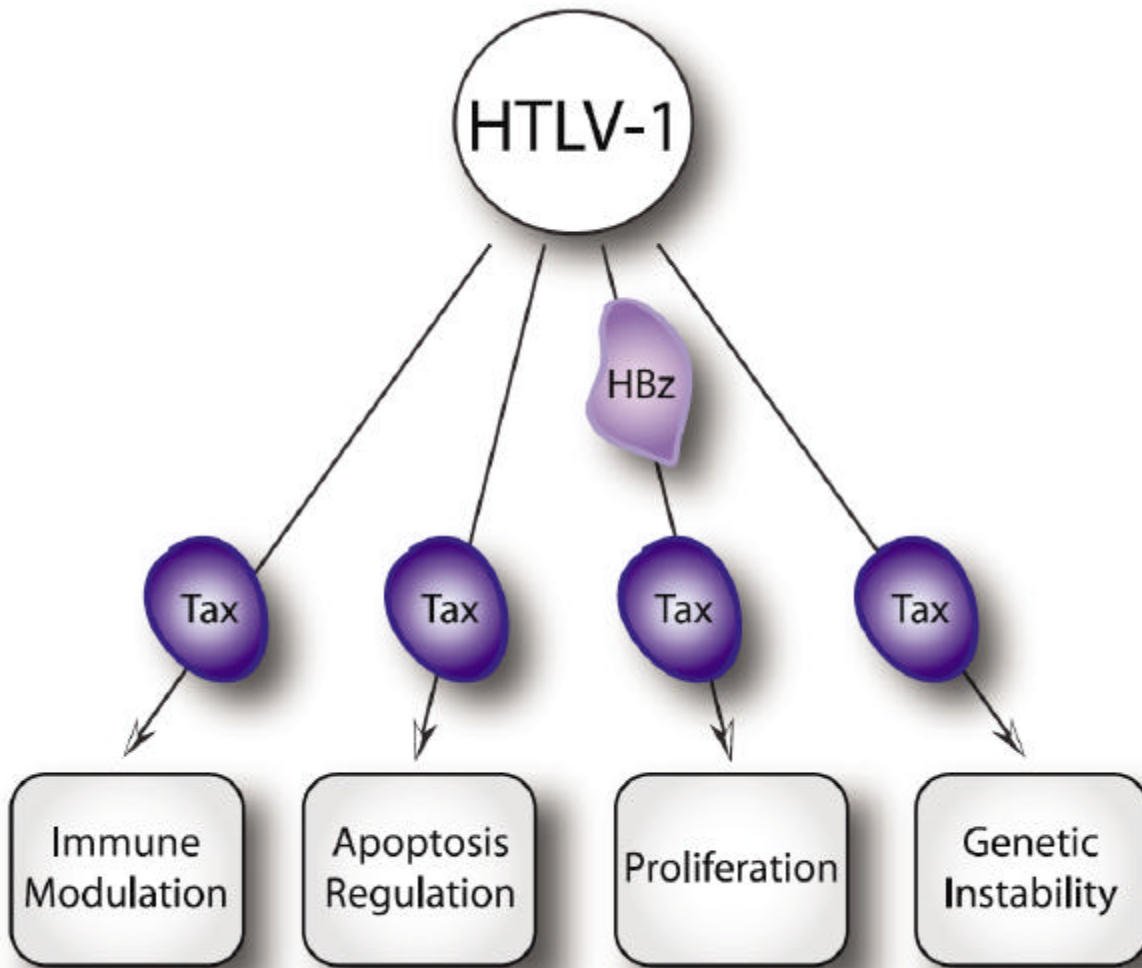 HTLV-1
HBz
Tax
Tax
Tax
Tax
Immune
Modulation
Apoptosis
Regulation
Proliferation
Genetic
Instability